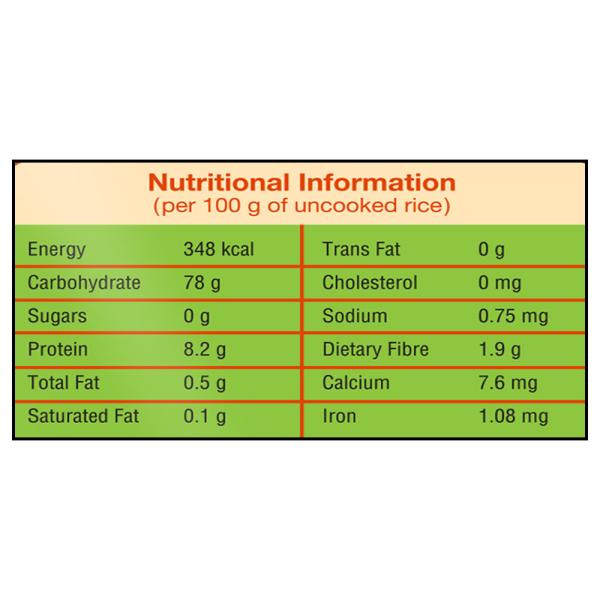 Nutritional Information
(per 100 g of uncooked rice)
Energy 348 kcal Trans Fat 0 g
Carbohydrate 78 g Cholesterol 0 mg
Sugars 0 g Sodium 0.75 mg
Protein 8.2 g Dietary Fibre 1.9 g
Total Fat 0.5 g Calcium 7.6 mg
Saturated Fat 0.1 g Iron 1.08 mg